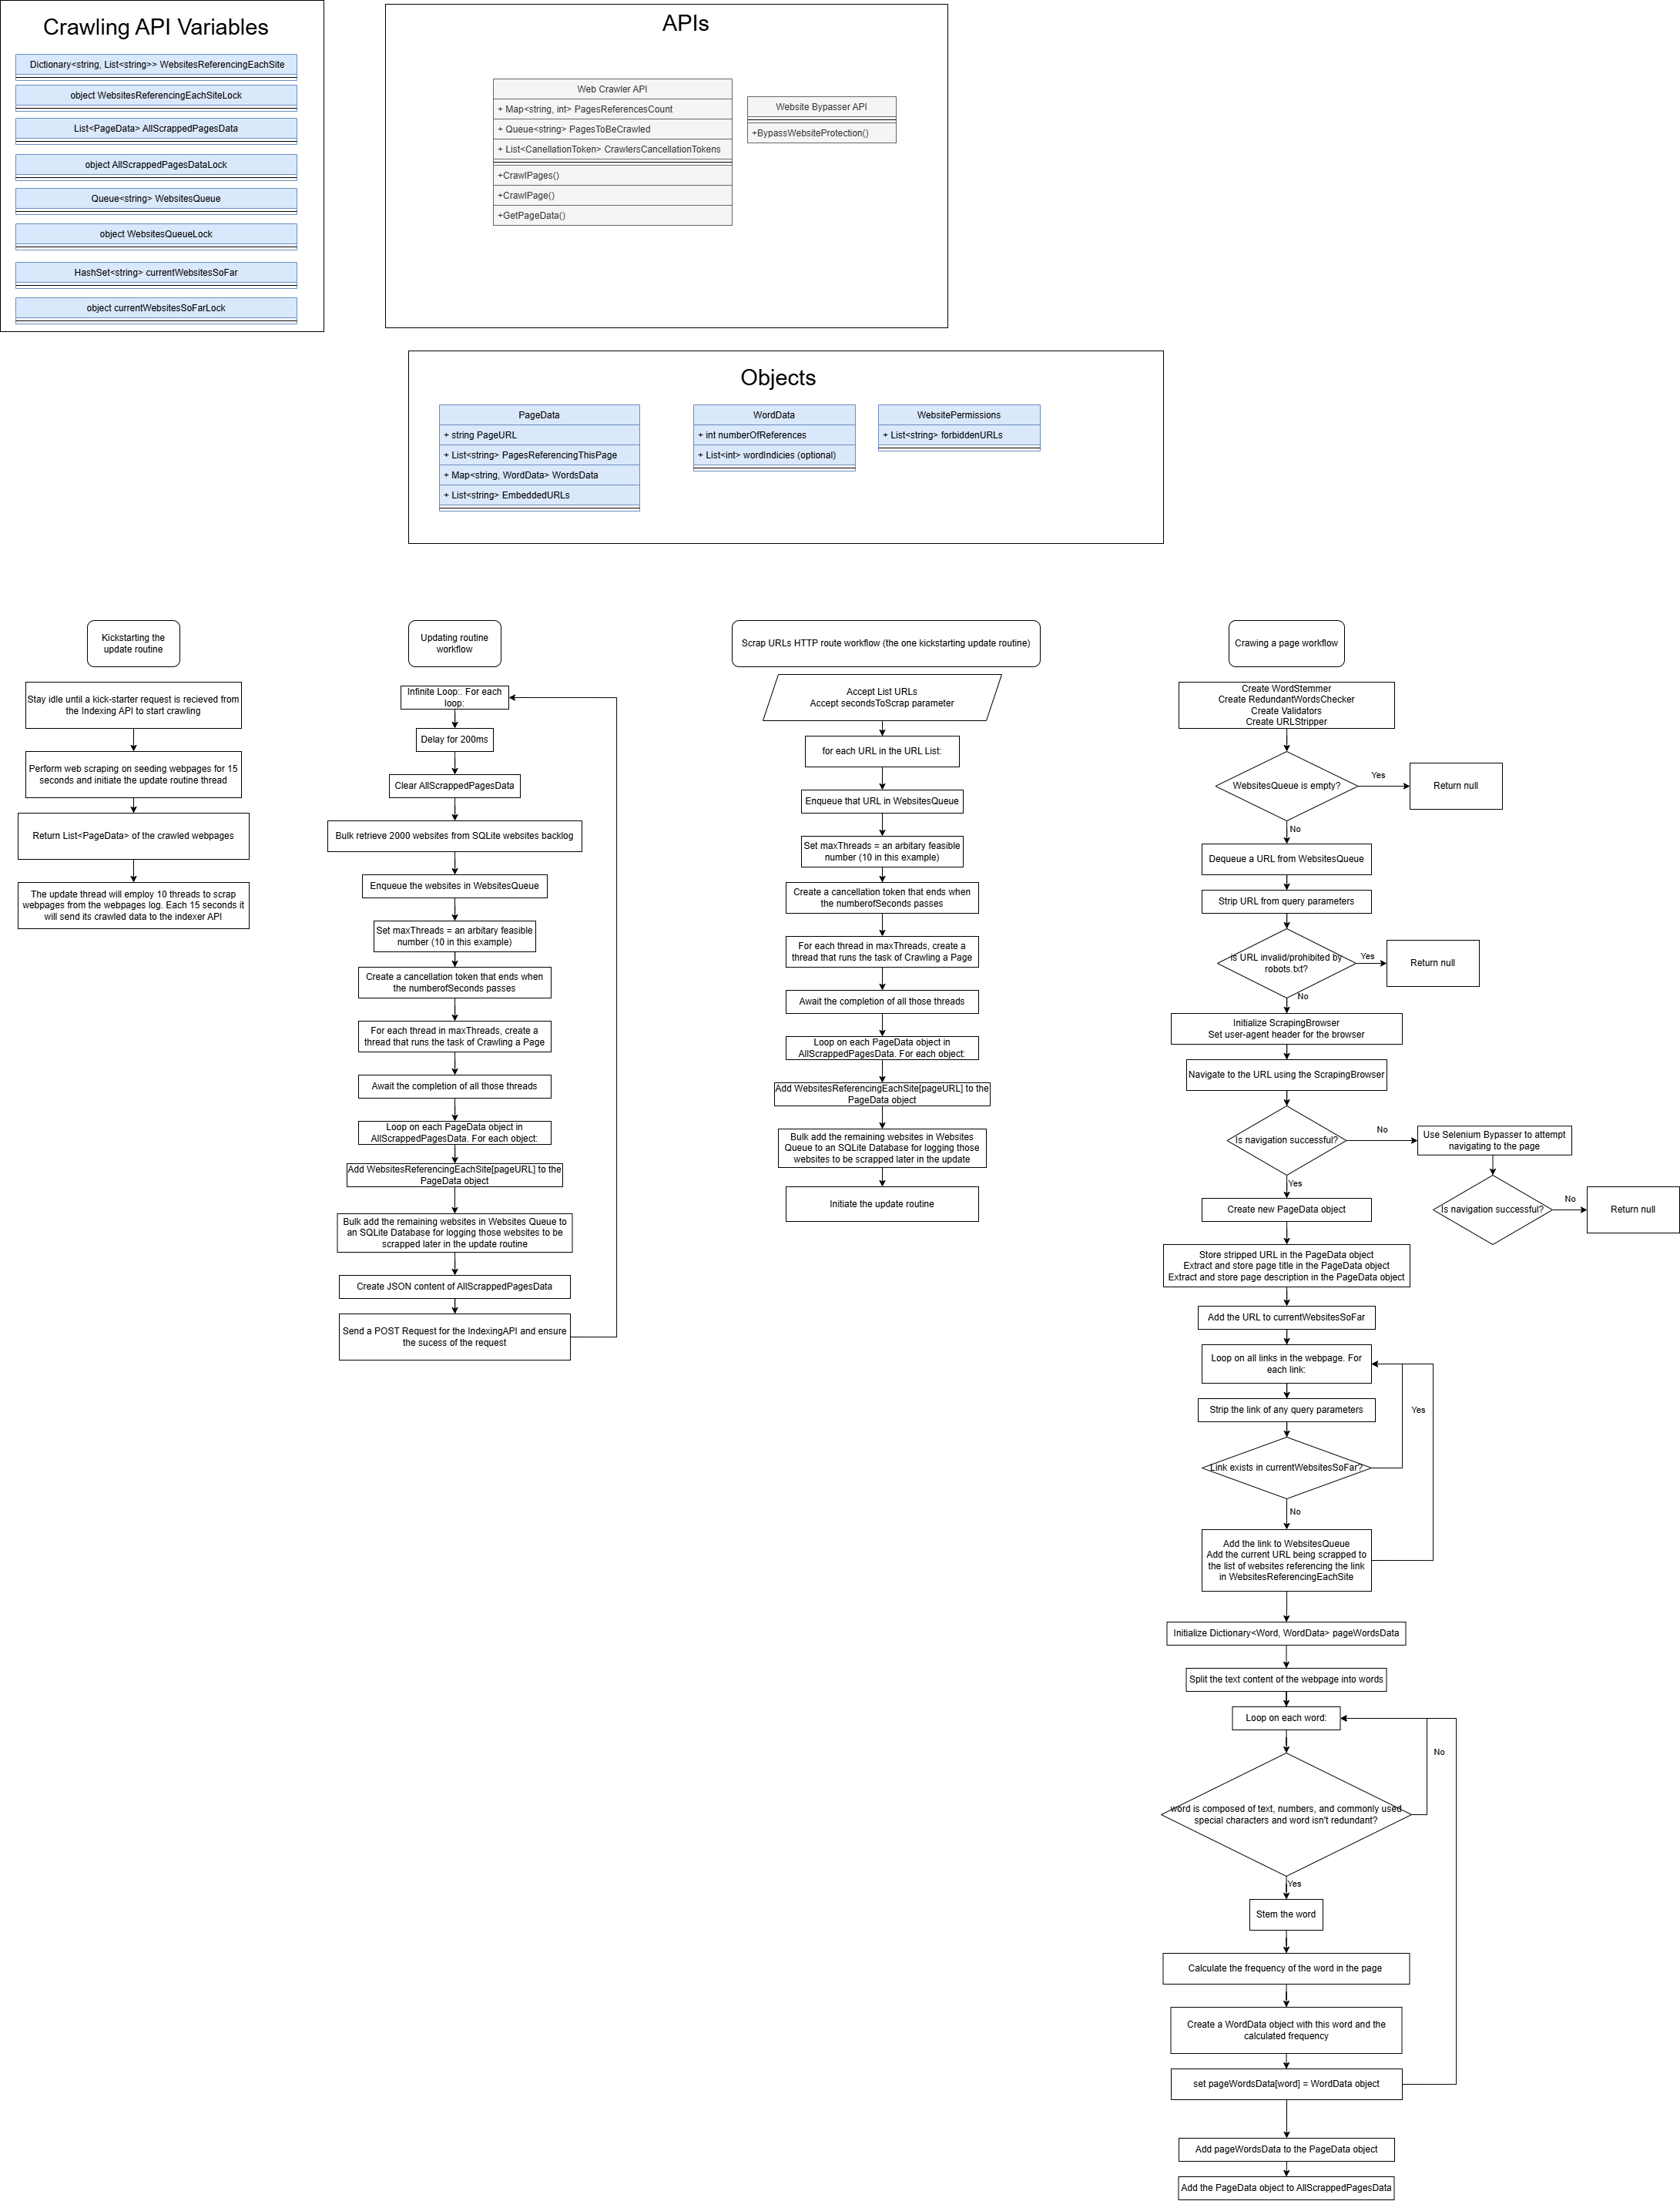 Crawling API Variables
Dictionary<string, List<string>> WebsitesReferencingEachSite
object WebsitesReferencingEachSiteLock
List<PageData> AllScrappedPagesData
object AllScrappedPagesDataLock
Queue<string> WebsitesQueue
object WebsitesQueueLock
HashSet<string> currentWebsitesSoFar
object currentWebsitesSoFarLock
APIs
Web Crawler API
+ Map<string, int> PagesReferencesCount
+ Queue<string> PagesToBeCrawled
+ List<CanellationToken> CrawlersCancellationTokens
+CrawlPages()
+CrawlPage()
+GetPageData()
Website Bypasser API
+BypassWebsiteProtection()
Objects
PageData
+ string PageURL
+ List<string> PagesReferencingThisPage
+ Map<string, WordData> WordsData
+ List<string> EmbeddedURLs
WordData
+ int numberOfReferences
+ List<int> wordIndicies (optional)
WebsitePermissions
+ List<string> forbiddenURLs
Kickstarting the
update routine
Stay idle until a kick-starter request is recieved from
the Indexing API to start crawling
Perform web scraping on seeding webpages for 15
seconds and initiate the update routine thread
Return List<PageData> of the crawled webpages
The update thread will employ 10 threads to scrap
webpages from the webpages log. Each 15 seconds it
will send its crawled data to the indexer API
Updating routine
workflow
Infinite Loop:. For each
loop:
Delay for 200ms
Clear AllScrappedPagesData
Bulk retrieve 2000 websites from SQLite websites backlog
Enqueue the websites in WebsitesQueue
Set maxThreads = an arbitary feasible
number (10 in this example)
Create a cancellation token that ends when
the numberofSeconds passes
For each thread in maxThreads, create a
thread that runs the task of Crawling a Page
Await the completion of all those threads
Loop on each PageData object in
AllScrappedPagesData. For each object:
Add WebsitesReferencingEachSite[pageURL] to the
PageData object
Bulk add the remaining websites in Websites Queue to
an SQLite Database for logging those websites to be
scrapped later in the update routine
Create JSON content of AllScrappedPagesData
Send a POST Request for the IndexingAPI and ensure
the sucess of the request
Scrap URLs HTTP route workflow (the one kickstarting update routine)
Accept List URLs
Accept secondsToScrap parameter
for each URL in the URL List:
Enqueue that URL in WebsitesQueue
Set maxThreads = an arbitary feasible
number (10 in this example)
Create a cancellation token that ends when
the numberofSeconds passes
For each thread in maxThreads, create a
thread that runs the task of Crawling a Page
Await the completion of all those threads
Loop on each PageData object in
AllScrappedPagesData. For each object:
Add WebsitesReferencingEachSite[pageURL] to the
PageData object
Bulk add the remaining websites in Websites
Queue to an SQLite Database for logging those
websites to be scrapped later in the update
Initiate the update routine
Crawing a page workflow
Create WordStemmer
Create RedundantWordsChecker
Create Validators
Create URLStripper
WebsitesQueue is empty?
Yes
Return null
No
Dequeue a URL from WebsitesQueue
Strip URL from query parameters
is URL invalid/prohibited by
robots.txt?
Yes
Return null
No
Initialize ScrapingBrowser
Set user-agent header for the browser
Navigate to the URL using the ScrapingBrowser
Is navigation successful?
No
Use Selenium Bypasser to attempt
navigating to the page
Is navigation successful?
No
Return null
Yes
Create new PageData object
Store stripped URL in the PageData object
Extract and store page title in the PageData object
Extract and store page description in the PageData object
Add the URL to currentWebsitesSoFar
Loop on all links in the webpage. For
each link:
Strip the link of any query parameters
Yes
Link exists in currentWebsitesSoFar?
No
Add the link to WebsitesQueue
Add the current URL being scrapped to
the list of websites referencing the link
in WebsitesReferencingEachSite
Initialize Dictionary<Word, WordData> pageWordsData
Split the text content of the webpage into words
Loop on each word:
No
word is composed of text, numbers, and commonly used
special characters and word isn't redundant?
Yes
Stem the word
Calculate the frequency of the word in the page
Create a WordData object with this word and the
calculated frequency
set pageWordsData[word] = WordData object
Add pageWordsData to the PageData object
Add the PageData object to AllScrappedPagesData